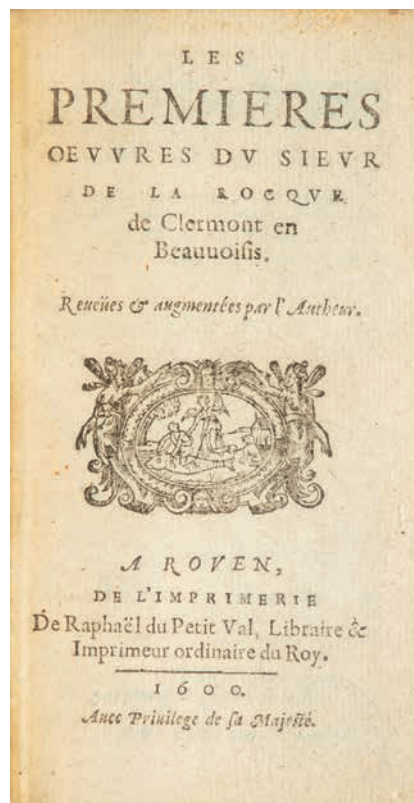 LES
PREMIERES
OEVVRES DV SIEVR
DE LA ROCQVE
de Clermont en
Beauuoiſis.
Reueües & augmentées par l'Autheur.
A ROVEN,
DE L'IMPRIMERIE
De Raphaël du Petit Val, Libraire &
Imprimeur ordinaire du Roy.
1600.
Auec Priuilege de ſa Majeſté.